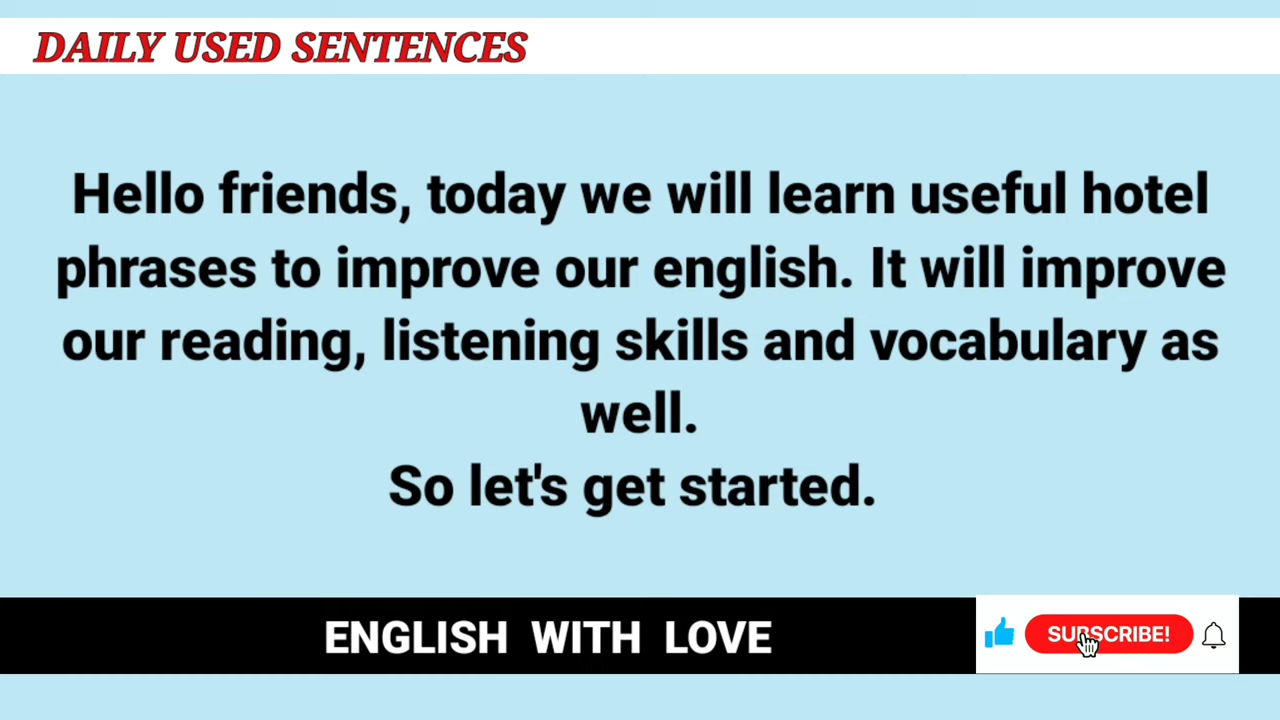 DAILY USED SENTENCES
Hello friends, today we will learn useful hotel
phrases to improve our english. It will improve
our reading, listening skills and vocabulary as
well.
So let's get started.
ENGLISH WITH LOVE
SUBSCRIBE!